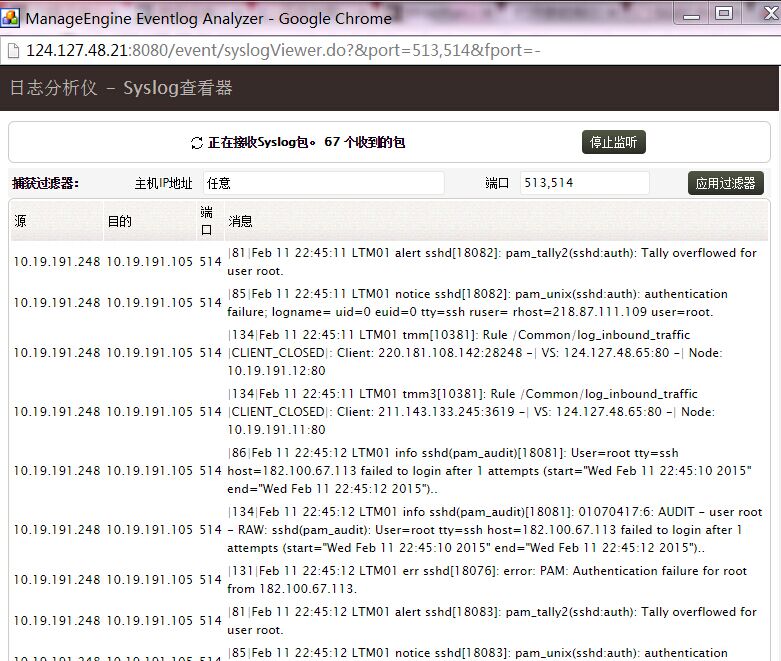 ManageEngine Eventlog Analyzer - Google Chrome
124.127.48.21:8080/event/syslogViewer.do?&port=513,514&fport=-
日志分析仪 - Syslog查看器
正在接收Syslog包。 67 个收到的包 停止监听
捕获过滤器: 主机IP地址 任意 端口 513,514 应用过滤器
源 目的 端口 消息
10.19.191.248 10.19.191.105 514 |81|Feb 11 22:45:11 LTM01 alert sshd[18082]: pam_tally2(sshd:auth): Tally overflowed for
user root.
10.19.191.248 10.19.191.105 514 |85|Feb 11 22:45:11 LTM01 notice sshd[18082]: pam_unix(sshd:auth): authentication
failure; logname= uid=0 euid=0 tty=ssh ruser= rhost=218.87.111.109 user=root.
10.19.191.248 10.19.191.105 514 |134|Feb 11 22:45:11 LTM01 tmm[10381]: Rule /Common/log_inbound_traffic
|CLIENT_CLOSED|: Client: 220.181.108.142:28248 -| VS: 124.127.48.65:80 -| Node:
10.19.191.12:80
10.19.191.248 10.19.191.105 514 |134|Feb 11 22:45:11 LTM01 tmm3[10381]: Rule /Common/log_inbound_traffic
|CLIENT_CLOSED|: Client: 211.143.133.245:3619 -| VS: 124.127.48.65:80 -| Node:
10.19.191.11:80
10.19.191.248 10.19.191.105 514 |86|Feb 11 22:45:12 LTM01 info sshd(pam_audit)[18081]: User=root tty=ssh
host=182.100.67.113 failed to login after 1 attempts (start="Wed Feb 11 22:45:10 2015"
end="Wed Feb 11 22:45:12 2015")..
10.19.191.248 10.19.191.105 514 |134|Feb 11 22:45:12 LTM01 info sshd(pam_audit)[18081]: 01070417:6: AUDIT - user root
- RAW: sshd(pam_audit): User=root tty=ssh host=182.100.67.113 failed to login after 1
attempts (start="Wed Feb 11 22:45:10 2015" end="Wed Feb 11 22:45:12 2015")..
10.19.191.248 10.19.191.105 514 |131|Feb 11 22:45:12 LTM01 err sshd[18076]: error: PAM: Authentication failure for root
from 182.100.67.113.
10.19.191.248 10.19.191.105 514 |81|Feb 11 22:45:12 LTM01 alert sshd[18083]: pam_tally2(sshd:auth): Tally overflowed for
user root.
10.19.191.248 10.19.191.105 514 |85|Feb 11 22:45:12 LTM01 notice sshd[18083]: pam_unix(sshd:auth): authentication